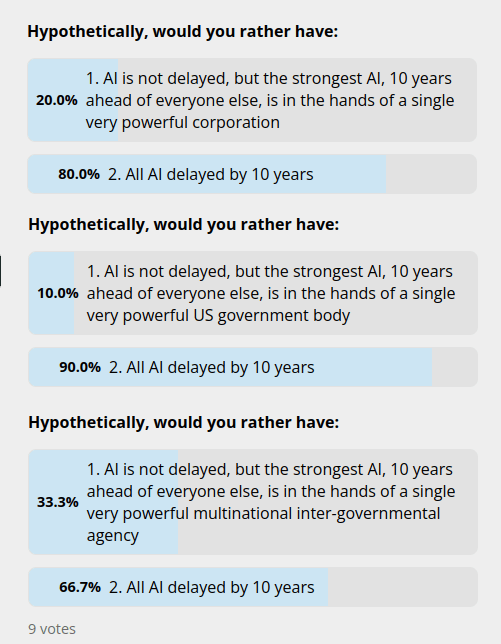 Hypothetically, would you rather have:
1. AI is not delayed, but the strongest AI, 10 years
20.0% ahead of everyone else, is in the hands of a single
very powerful corporation
80.0% 2. All AI delayed by 10 years
Hypothetically, would you rather have:
1. AI is not delayed, but the strongest AI, 10 years
10.0% ahead of everyone else, is in the hands of a single
very powerful US government body
90.0% 2. All AI delayed by 10 years
Hypothetically, would you rather have:
1. AI is not delayed, but the strongest AI, 10 years
ahead of everyone else, is in the hands of a single
33.3% very powerful multinational inter-governmental
agency
66.7% 2. All AI delayed by 10 years
9 votes